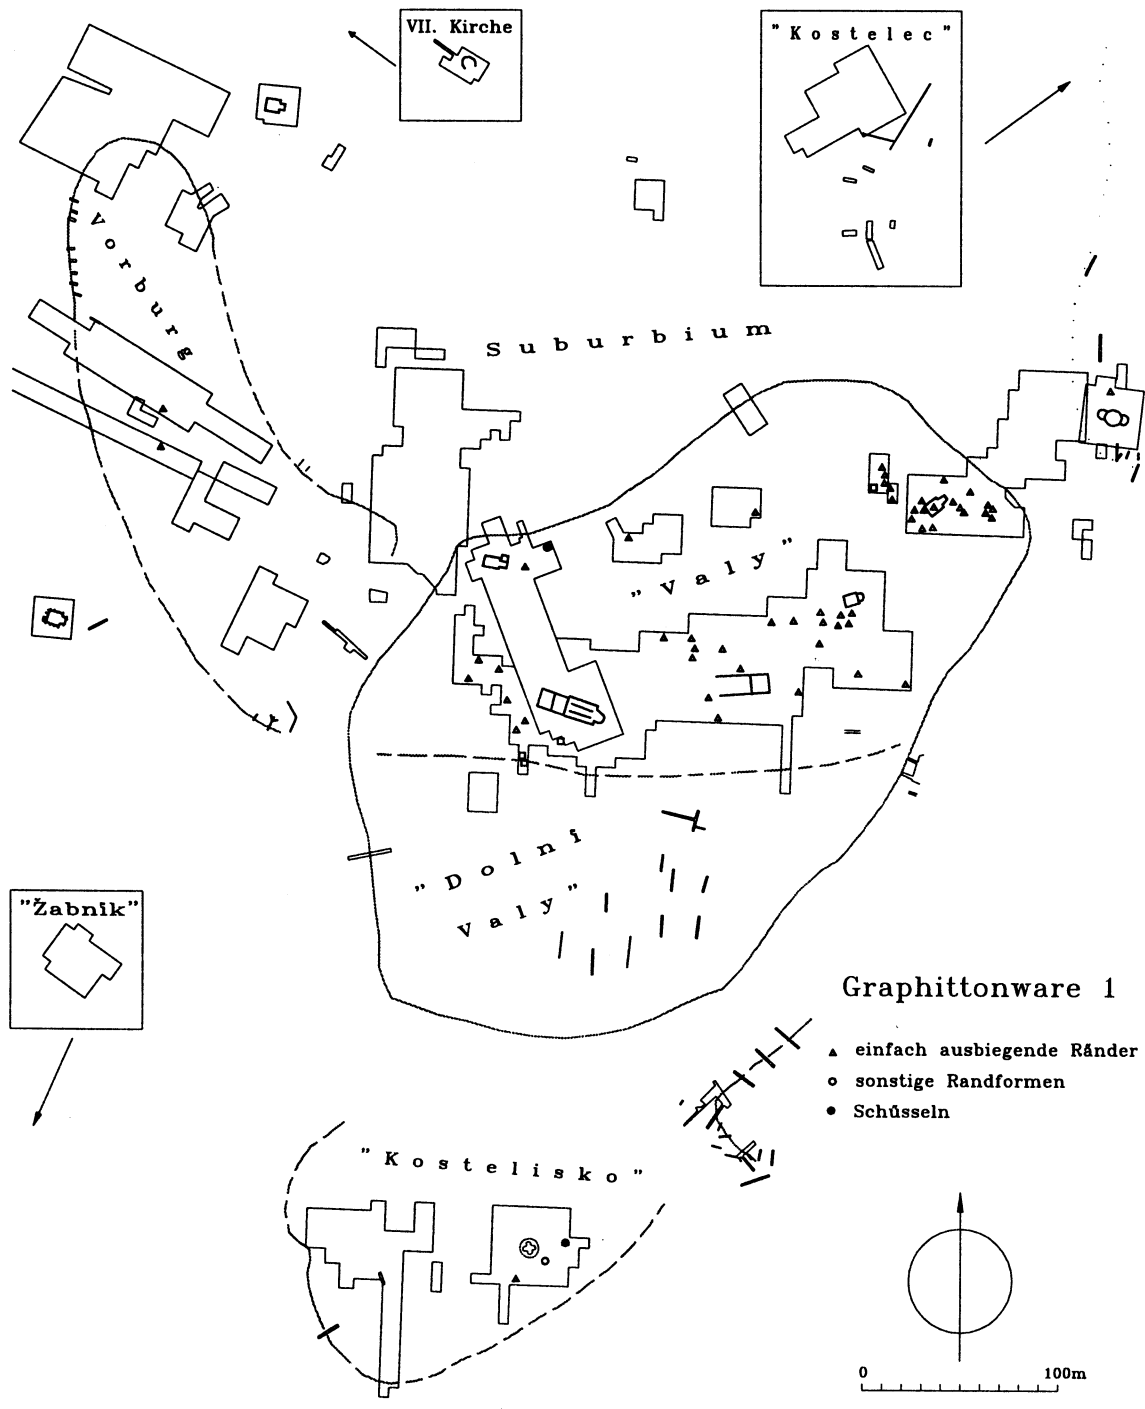 VII. Kirche
"Kostelec"
Vorburg
Suburbium
"Valy"
"Dolní
Valy"
"Žabník"
Graphittonware 1
einfach ausbiegende Ränder
sonstige Randformen
Schüsseln
"Kostelisko"
0 100m